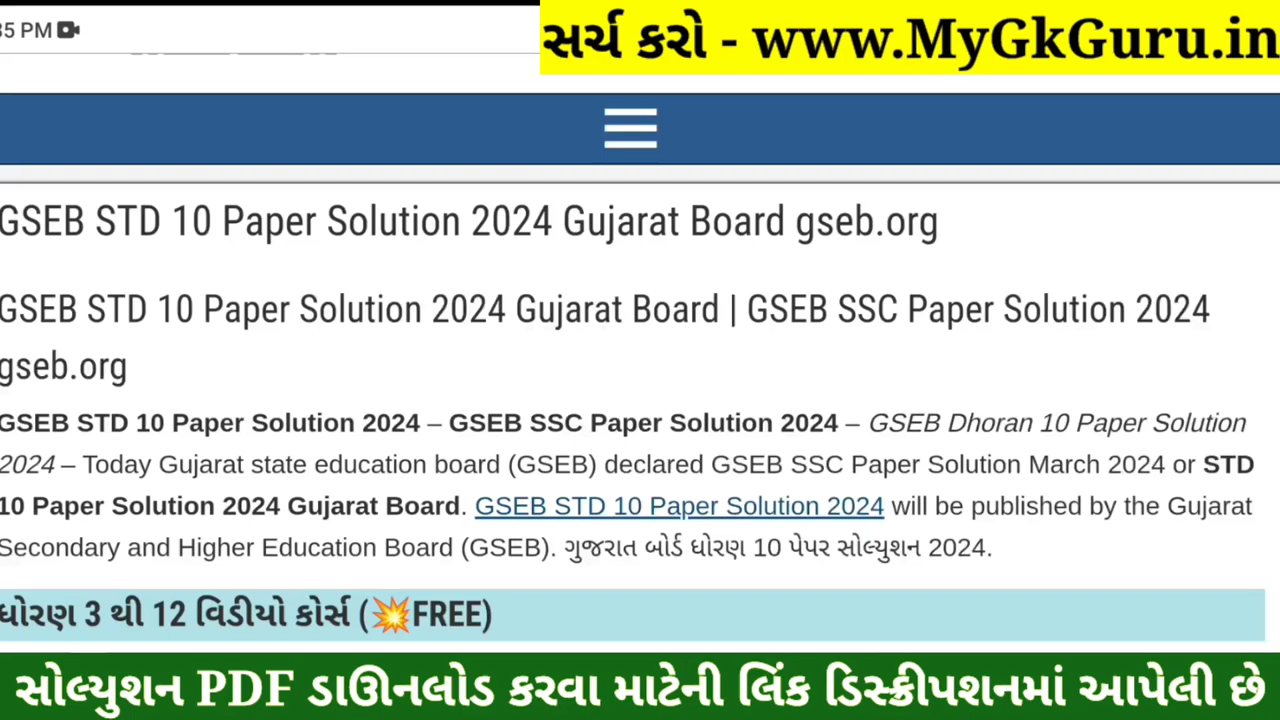 35 PM
સર્ચ કરો - www.MyGkGuru.in
GSEB STD 10 Paper Solution 2024 Gujarat Board gseb.org
GSEB STD 10 Paper Solution 2024 Gujarat Board | GSEB SSC Paper Solution 2024
gseb.org
GSEB STD 10 Paper Solution 2024 – GSEB SSC Paper Solution 2024 – GSEB Dhoran 10 Paper Solution
2024 – Today Gujarat state education board (GSEB) declared GSEB SSC Paper Solution March 2024 or STD
10 Paper Solution 2024 Gujarat Board. GSEB STD 10 Paper Solution 2024 will be published by the Gujarat
Secondary and Higher Education Board (GSEB). ગુજરાત બોર્ડ ધોરણ 10 પેપર સોલ્યુશન 2024.
ધોરણ 3 થી 12 વિડીયો કોર્સ (💥FREE)
સોલ્યુશન PDF ડાઊનલોડ કરવા માટેની લિંક ડિસ્ક્રીપશનમાં આપેલી છે